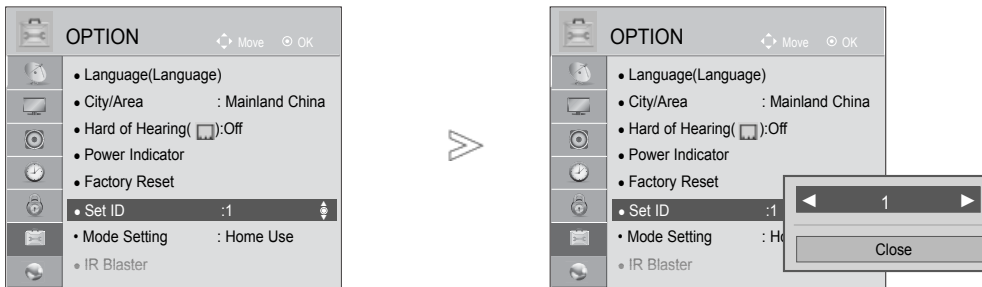 OPTION Move OK
• Language(Language)
• City/Area : Mainland China
• Hard of Hearing( ):Off
• Power Indicator
• Factory Reset
• Set ID :1
• Mode Setting : Home Use
• IR Blaster
OPTION Move OK
• Language(Language)
• City/Area : Mainland China
• Hard of Hearing( ):Off
• Power Indicator
• Factory Reset
• Set ID :1
• Mode Setting : Ho
• IR Blaster
◀ 1 ▶
Close